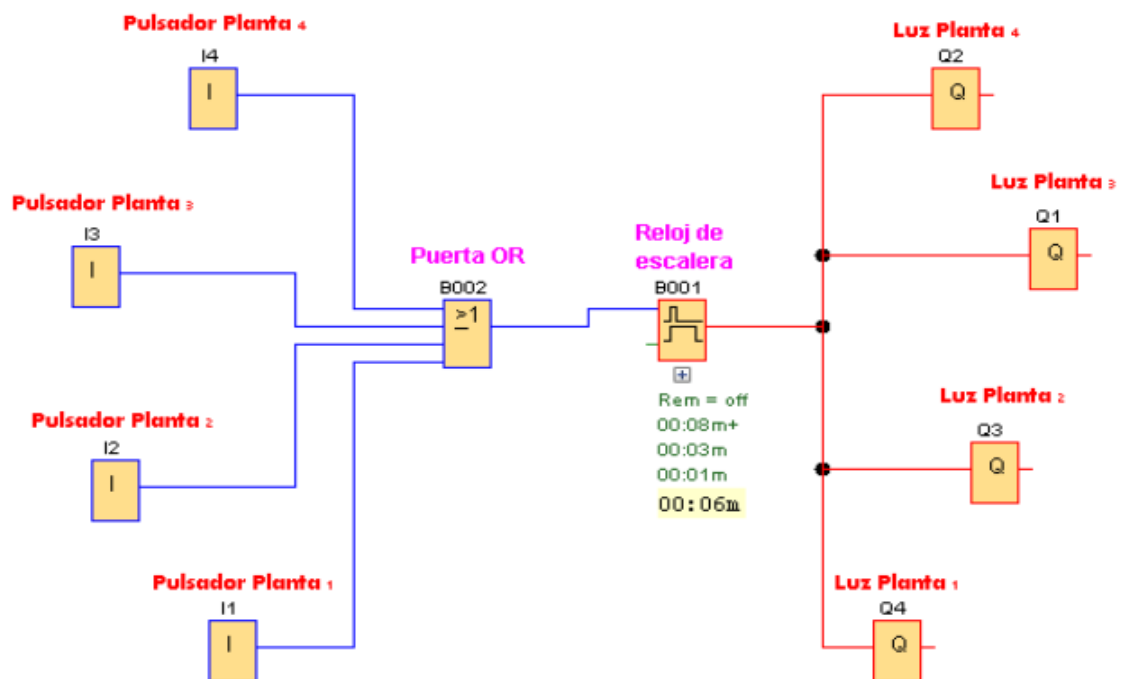 Pulsador Planta 4
I4
I
Luz Planta 4
Q2
Q
Pulsador Planta 3
I3
I
Luz Planta 3
Q1
Q
Puerta OR
B002
≥1
Reloj de
escalera
B001
Rem = off
00:08m+
00:03m
00:01m
00:06m
Pulsador Planta 2
I2
I
Luz Planta 2
Q3
Q
Pulsador Planta 1
I1
I
Luz Planta 1
Q4
Q